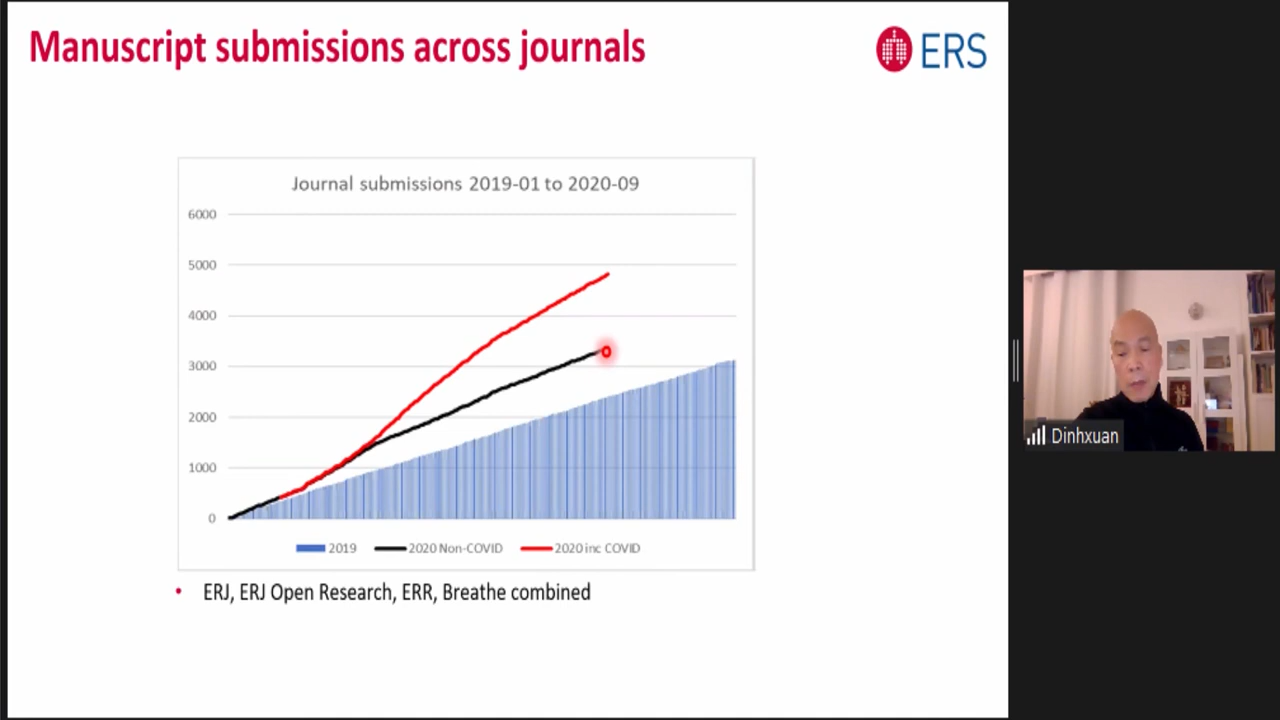 Manuscript submissions across journals
ERS
Journal submissions 2019-01 to 2020-09
6000
5000
4000
3000
2000
1000
0
2019
2020 Non-COVID
2020 inc COVID
• ERJ, ERJ Open Research, ERR, Breathe combined
Dinhxuan